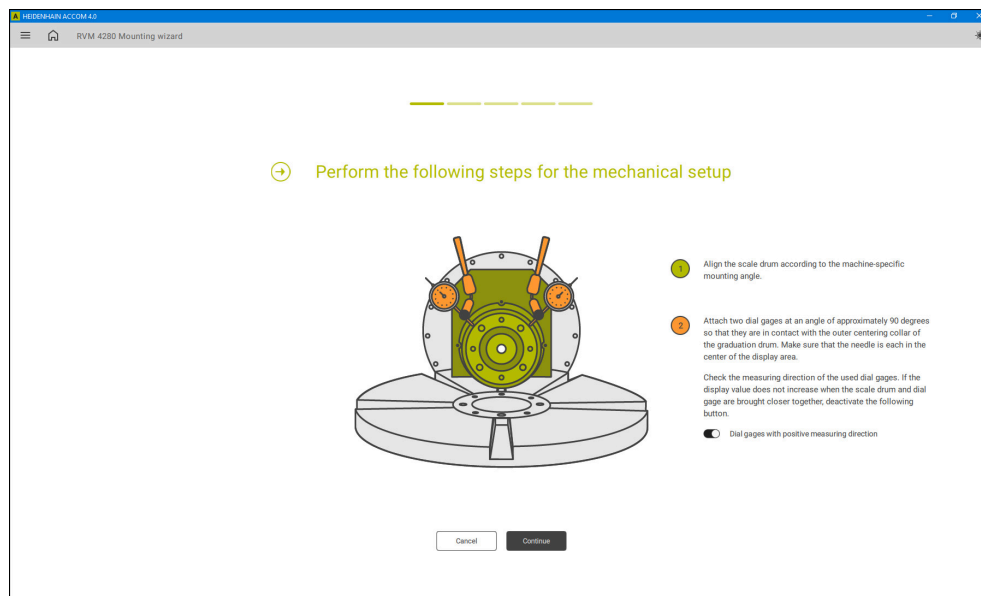 A HEIDENHAIN ACCOM 4.0
RVM 4280 Mounting wizard
Perform the following steps for the mechanical setup
1
Align the scale drum according to the machine-specific
mounting angle.
2
Attach two dial gages at an angle of approximately 90 degrees
so that they are in contact with the outer centering collar of
the graduation drum. Make sure that the needle is each in the
center of the display area.
Check the measuring direction of the used dial gages. If the
display value does not increase when the scale drum and dial
gage are brought closer together, deactivate the following
button.
Dial gages with positive measuring direction
Cancel
Continue